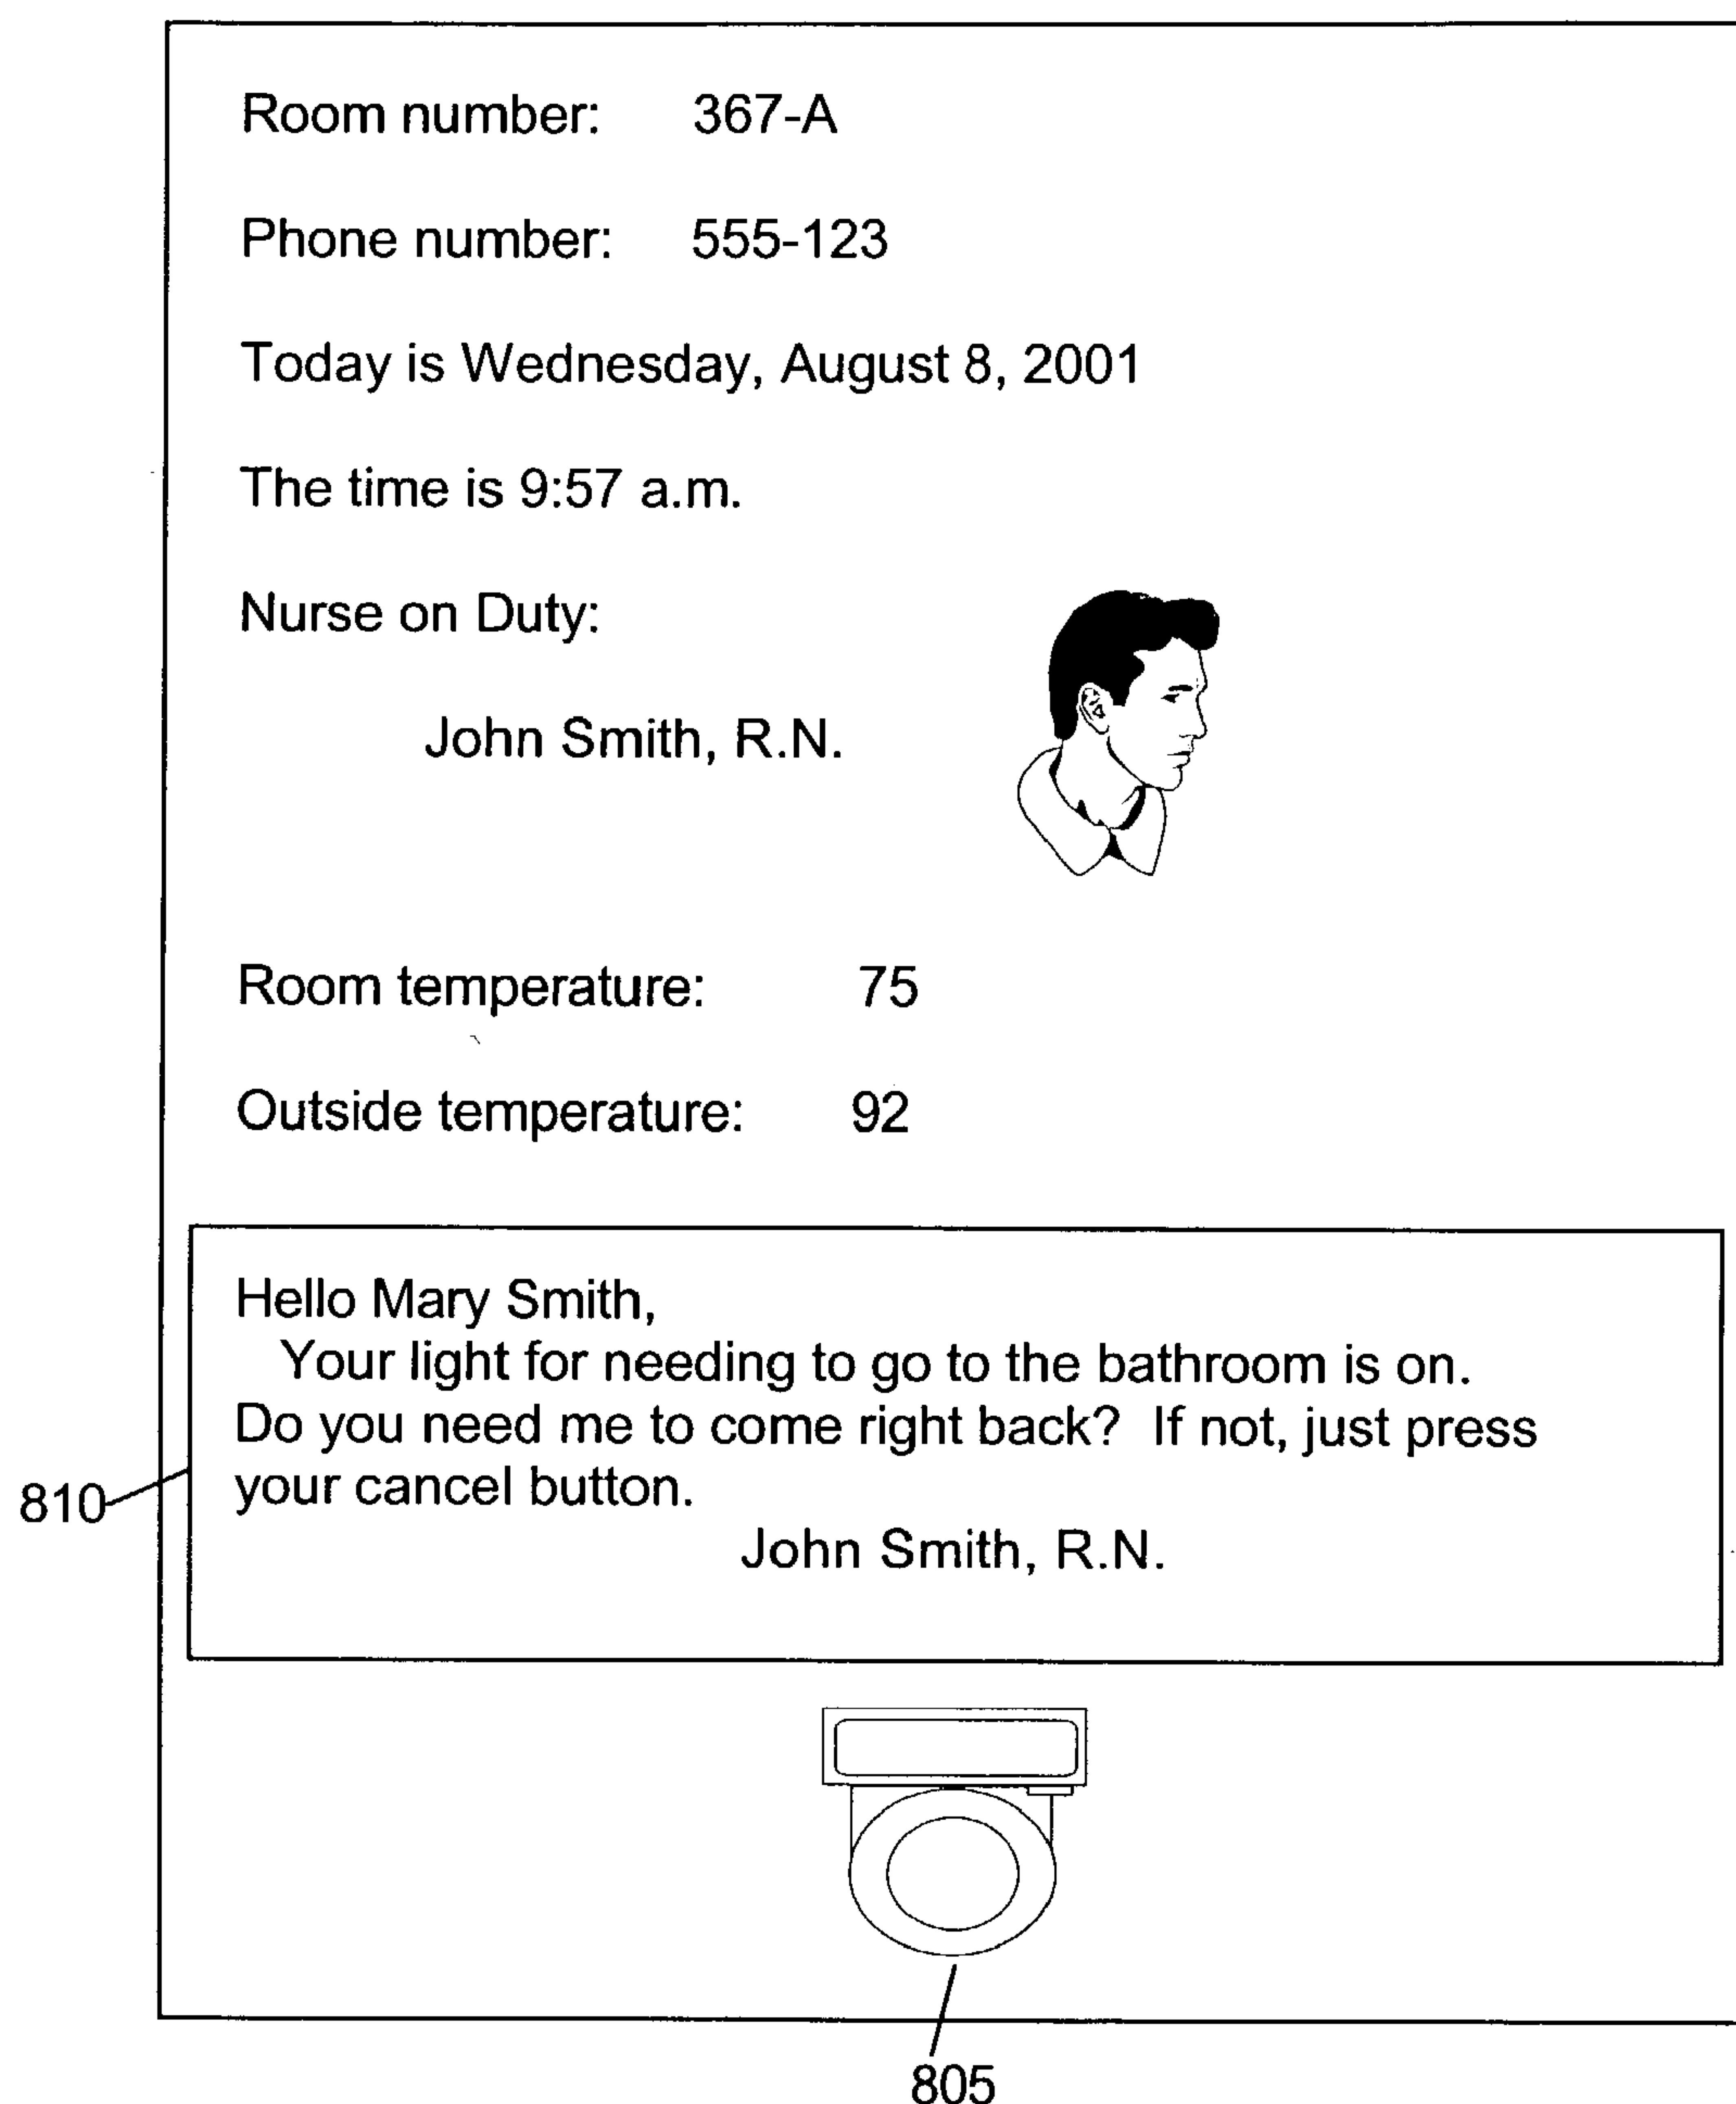 Room number: 367-A
Phone number: 555-123
Today is Wednesday, August 8, 2001
The time is 9:57 a.m.
Nurse on Duty:
John Smith, R.N.
Room temperature: 75
Outside temperature: 92
Hello Mary Smith,
Your light for needing to go to the bathroom is on.
Do you need me to come right back? If not, just press
your cancel button.
810
John Smith, R.N.
805